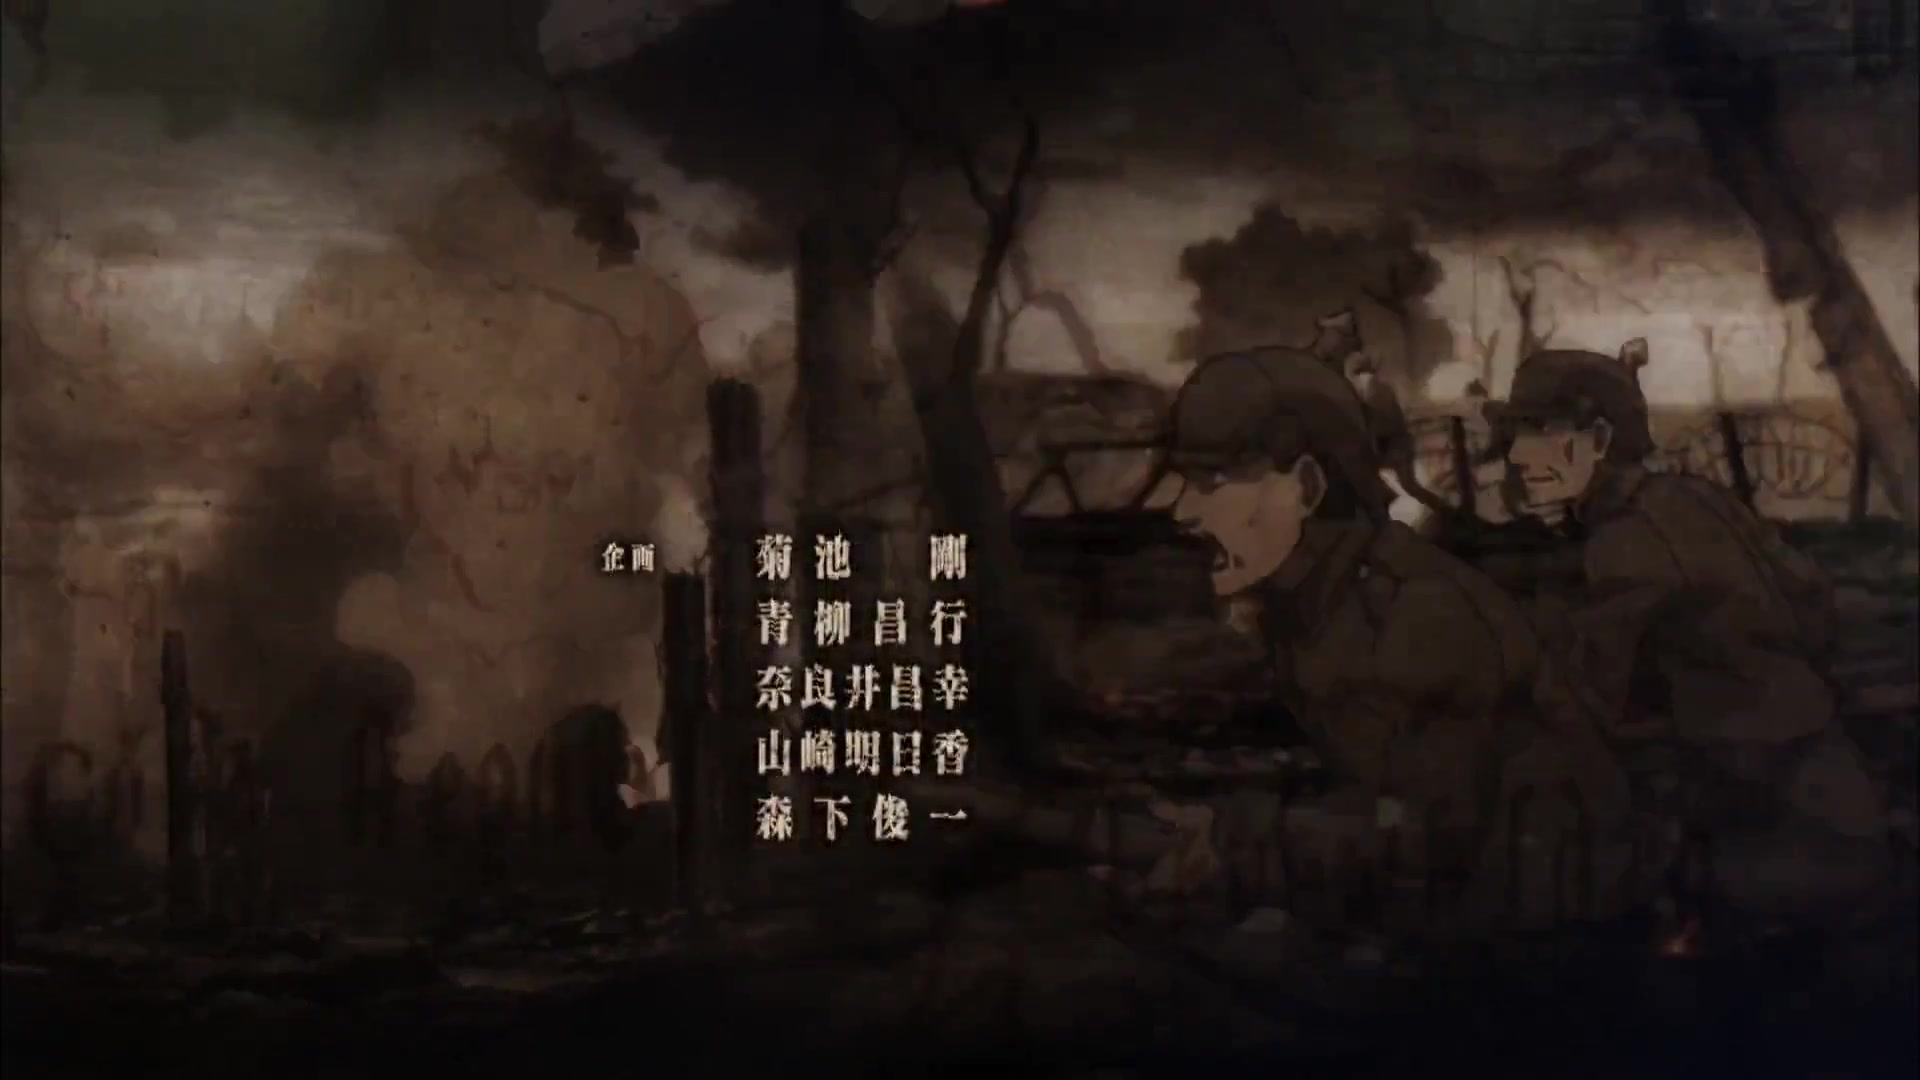 企画
菊池 剛
青柳昌行
奈良井昌幸
山崎明日香
森下俊一